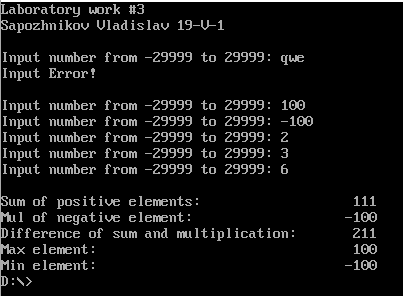 Laboratory work #3
Sapozhnikov Vladislav 19-V-1
Input number from -29999 to 29999: qwe
Input Error!
Input number from -29999 to 29999: 100
Input number from -29999 to 29999: -100
Input number from -29999 to 29999: 2
Input number from -29999 to 29999: 3
Input number from -29999 to 29999: 6
Sum of positive elements: 111
Mul of negative element: -100
Difference of sum and multiplication: 211
Max element: 100
Min element: -100
D:\>